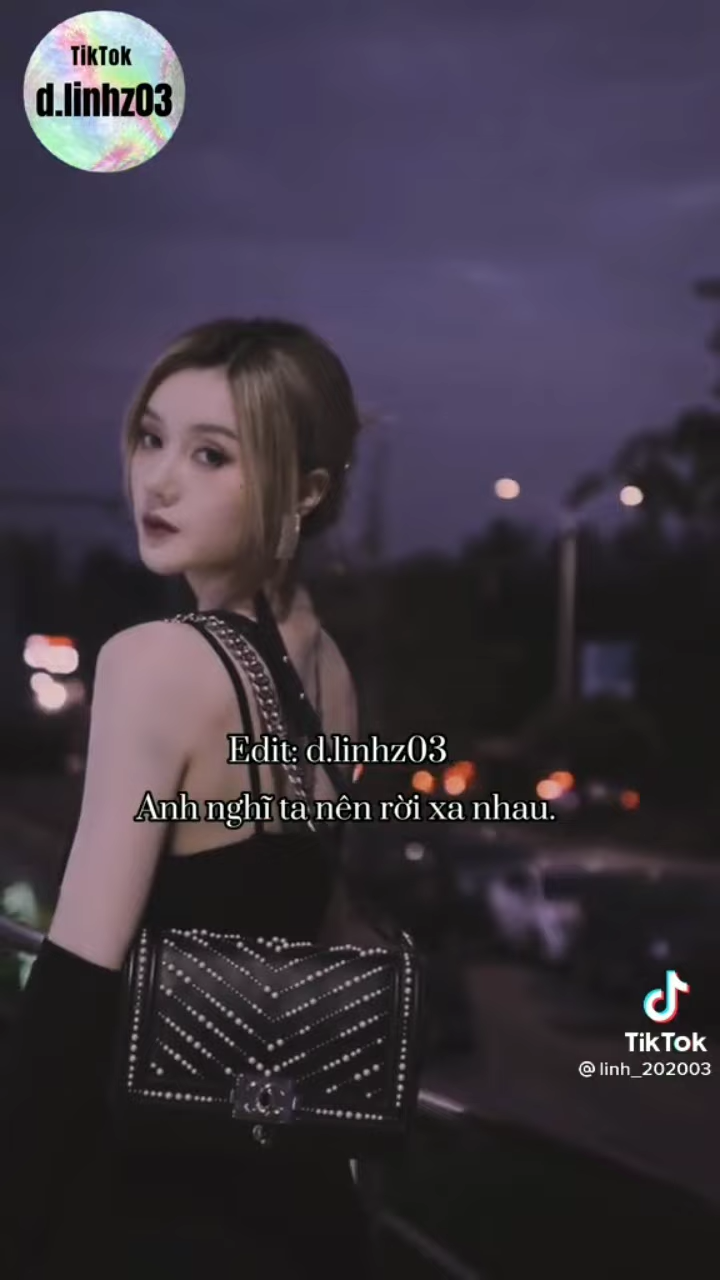 TikTok
d.linhz03
Edit: d.linhz03
Anh nghĩ ta nên rời xa nhau.
TikTok
@linh_202003